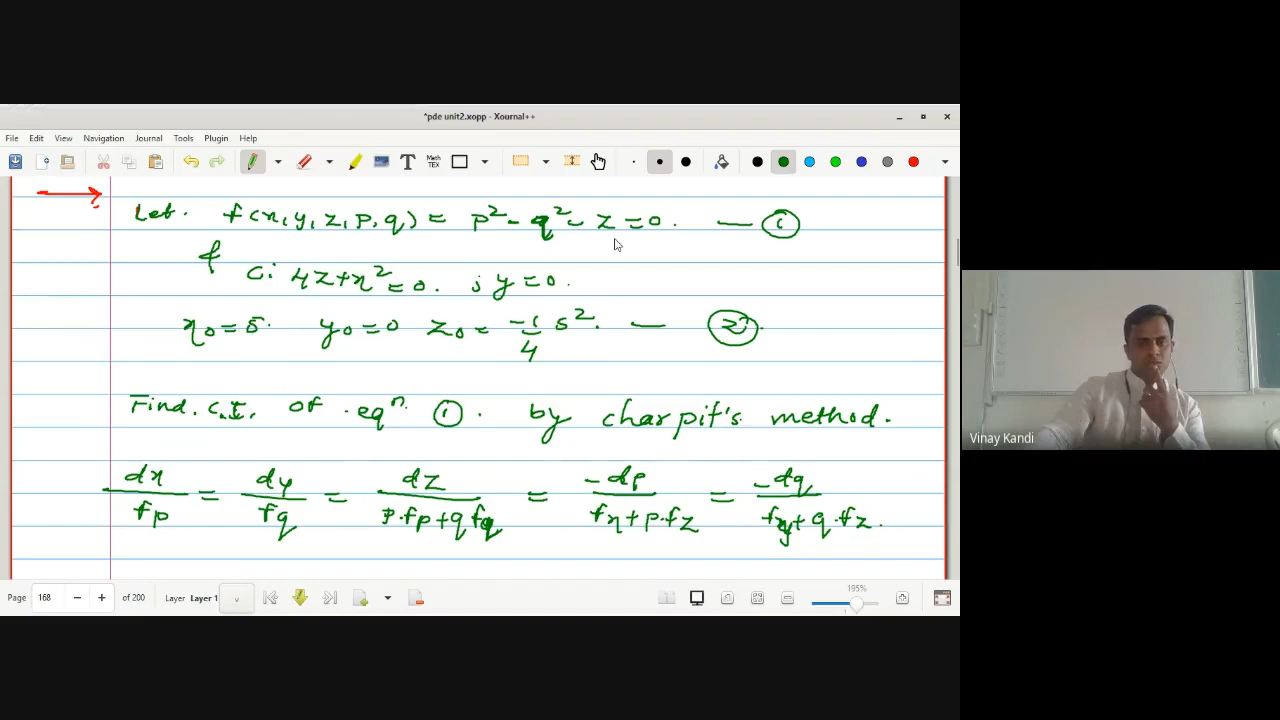 *pde unit2.xopp - Xournal++
File Edit View Navigation Journal Tools Plugin Help
T Math TEX
Let. f(x,y,z,p,q) = p² - q² - z = 0. — ①
& C: 4z+x² = 0. ; y = 0.
x₀ = s. y₀ = 0 z₀ = -1/4 s². — ②
Find. C.I. of eqⁿ ①. by charpit's method.
dx/fp = dy/fq = dz/(p.fp+q fq) = -dp/(fx+p.fz) = -dq/(fy+q.fz).
Page 168 − + of 200 Layer Layer 1 195%
Vinay Kandi